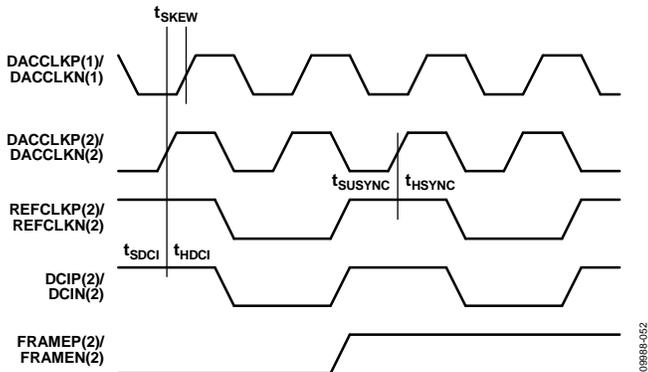 tSKEW
DACCLKP(1)/
DACCLKN(1)
DACCLKP(2)/
DACCLKN(2)
tSUSYNC tHSYNC
REFCLKP(2)/
REFCLKN(2)
tSDCI tHDCI
DCIP(2)/
DCIN(2)
FRAMEP(2)/
FRAMEN(2)
09988-052